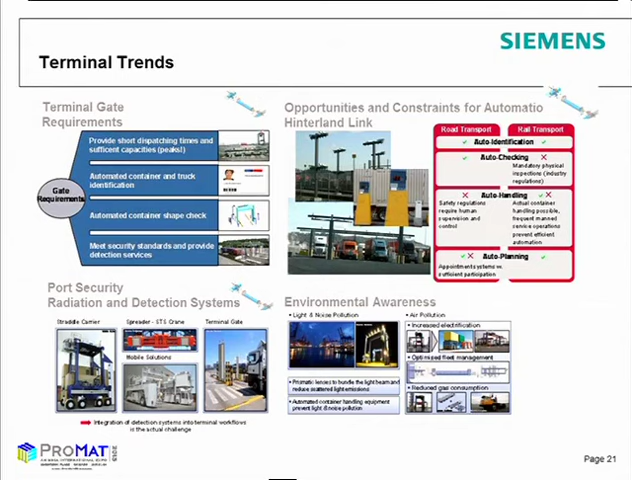 SIEMENS
Terminal Trends
Terminal Gate
Requirements
Gate
Requirements
Provide short dispatching times and
sufficent capacities (peaks!)
Automated container and truck
identification
Automated container shape check
Meet security standards and provide
detection services
Opportunities and Constraints for Automatio
Hinterland Link
Road Transport
Rail Transport
Auto-Identification
Auto-Checking
Mandatory physical
inspections (industry
regulations)
Auto-Handling
Safety regulations
require human
supervision and
control
Actual container
handling possible,
frequent manned
service operations
prevent efficient
automation
Auto-Planning
Appointments systems w.
sufficient participation
Port Security
Radiation and Detection Systems
Straddle Carrier
Spreader - STS Crane
Terminal Gate
Mobile Solutions
Integration of detection systems into terminal workflows
is the actual challenge
Environmental Awareness
• Light & Noise Pollution
• Prismatic lenses to bundle the light beam and
reduce scattered light emissions
• Automated container handling equipment
prevent light & noise pollution
• Air Pollution
• Increased electrification
• Optimised fleet management
• Reduced gas consumption
PROMAT 2013
Page 21